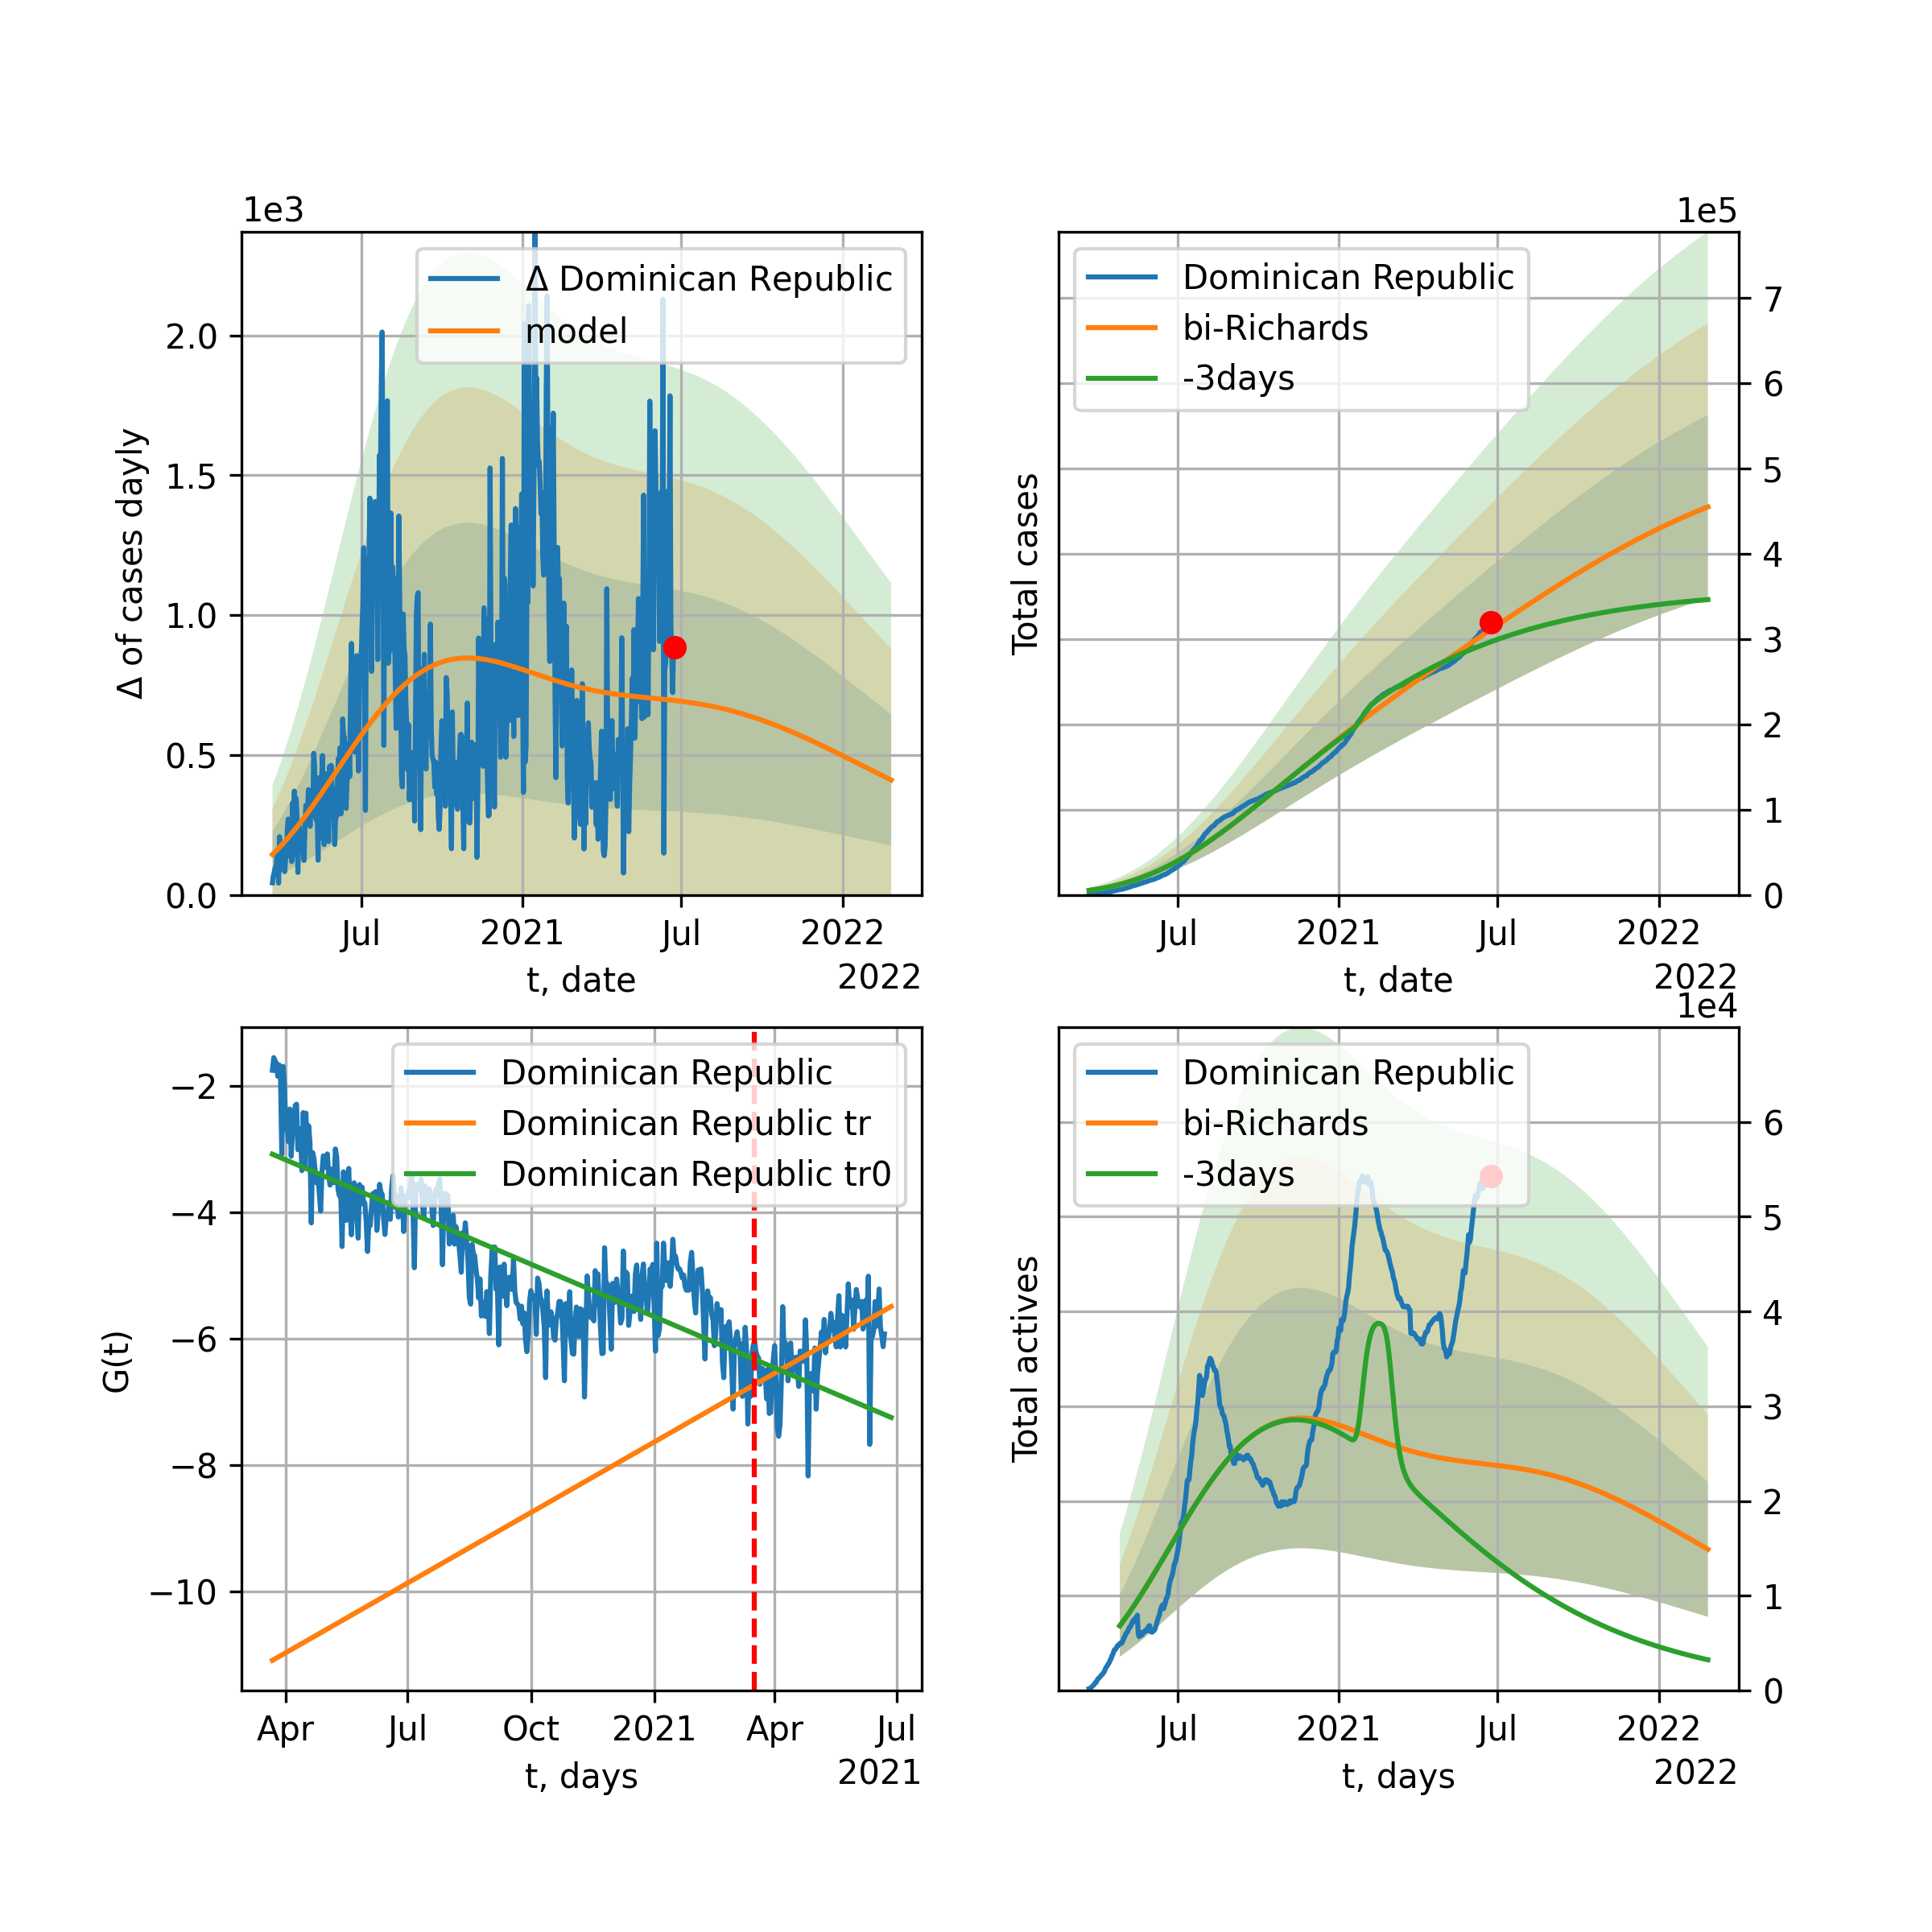 1e3
Δ Dominican Republic
model
2.0
1.5
1.0
0.5
0.0
Δ of cases dayly
Jul
2021
Jul
2022
t, date
2022
1e5
Dominican Republic
bi-Richards
-3days
7
6
5
4
3
2
1
0
Total cases
Jul
2021
Jul
2022
t, date
2022
Dominican Republic
Dominican Republic tr
Dominican Republic tr0
−2
−4
−6
−8
−10
G(t)
Apr
Jul
Oct
2021
Apr
Jul
t, days
2021
1e4
Dominican Republic
bi-Richards
-3days
6
5
4
3
2
1
0
Total actives
Jul
2021
Jul
2022
t, days
2022